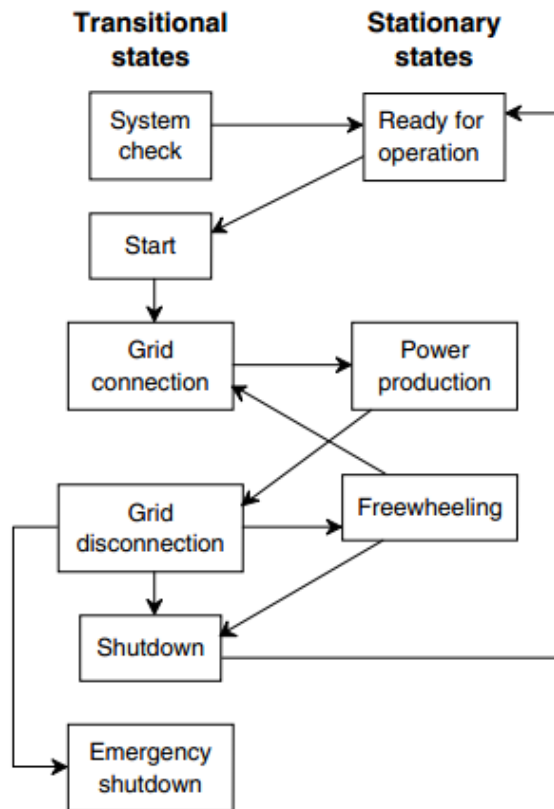 Transitional
states
Stationary
states
System
check
Ready for
operation
Start
Grid
connection
Power
production
Grid
disconnection
Freewheeling
Shutdown
Emergency
shutdown